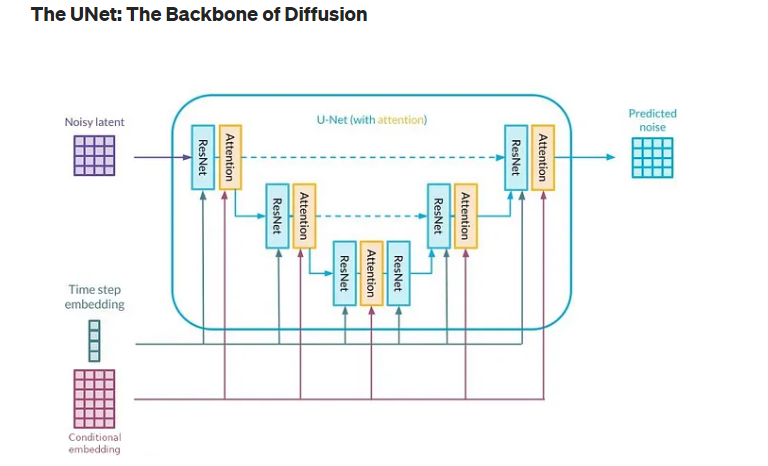 The UNet: The Backbone of Diffusion
Noisy latent
U-Net (with attention)
Predicted
noise
ResNet
Attention
ResNet
Attention
ResNet
Attention
ResNet
Attention
ResNet
Attention
ResNet
Time step
embedding
Conditional
embedding